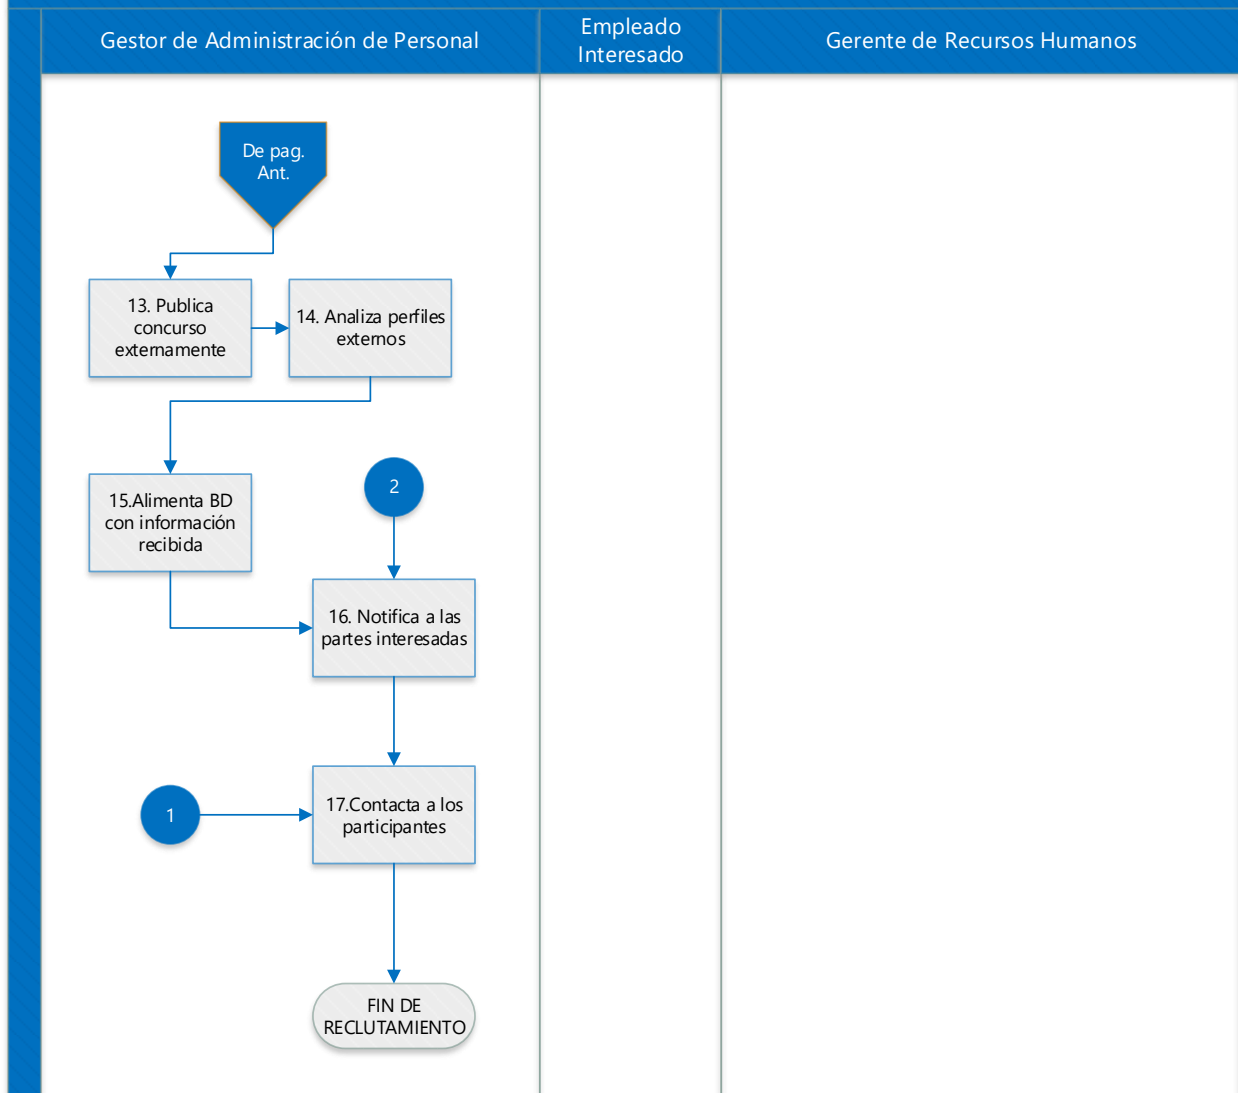 Gestor de Administración de Personal
Empleado
Interesado
Gerente de Recursos Humanos
De pag.
Ant.
13. Publica
concurso
externamente
14. Analiza perfiles
externos
15.Alimenta BD
con información
recibida
2
16. Notifica a las
partes interesadas
1
17.Contacta a los
participantes
FIN DE
RECLUTAMIENTO